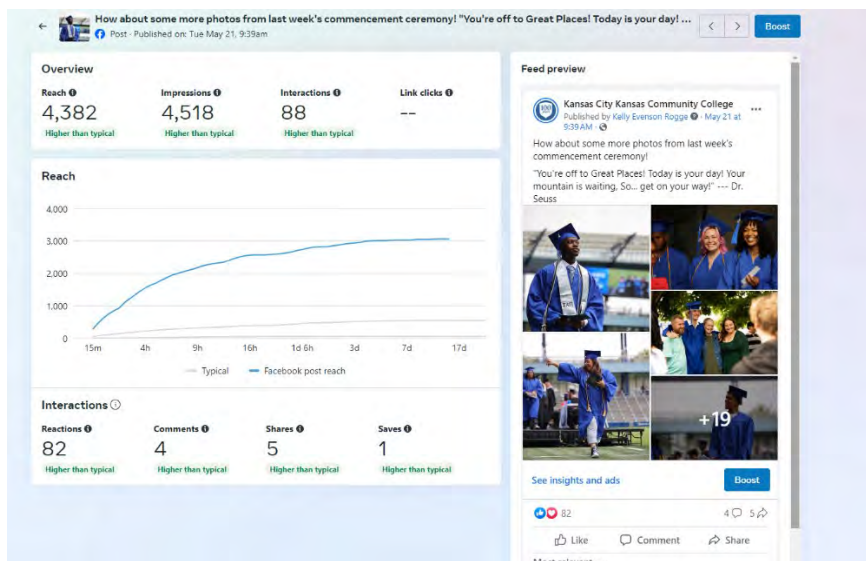 How about some more photos from last week's commencement ceremony! "You're off to Great Places! Today is your day! ...
Post · Published on: Tue May 21, 9:39am
Boost
Overview
Reach Impressions Interactions Link clicks
4,382 4,518 88 --
Higher than typical Higher than typical Higher than typical
Reach
4,000
3,000
2,000
1,000
0
15m 4h 9h 16h 1d 6h 3d 7d 17d
Typical Facebook post reach
Interactions
Reactions Comments Shares Saves
82 4 5 1
Higher than typical Higher than typical Higher than typical Higher than typical
Feed preview
Kansas City Kansas Community College
Published by Kelly Evenson Rogge · May 21 at
9:39 AM ·
How about some more photos from last week's
commencement ceremony!
"You're off to Great Places! Today is your day! Your
mountain is waiting, So... get on your way!" --- Dr.
Seuss
+19
See insights and ads Boost
82 4 5
Like Comment Share